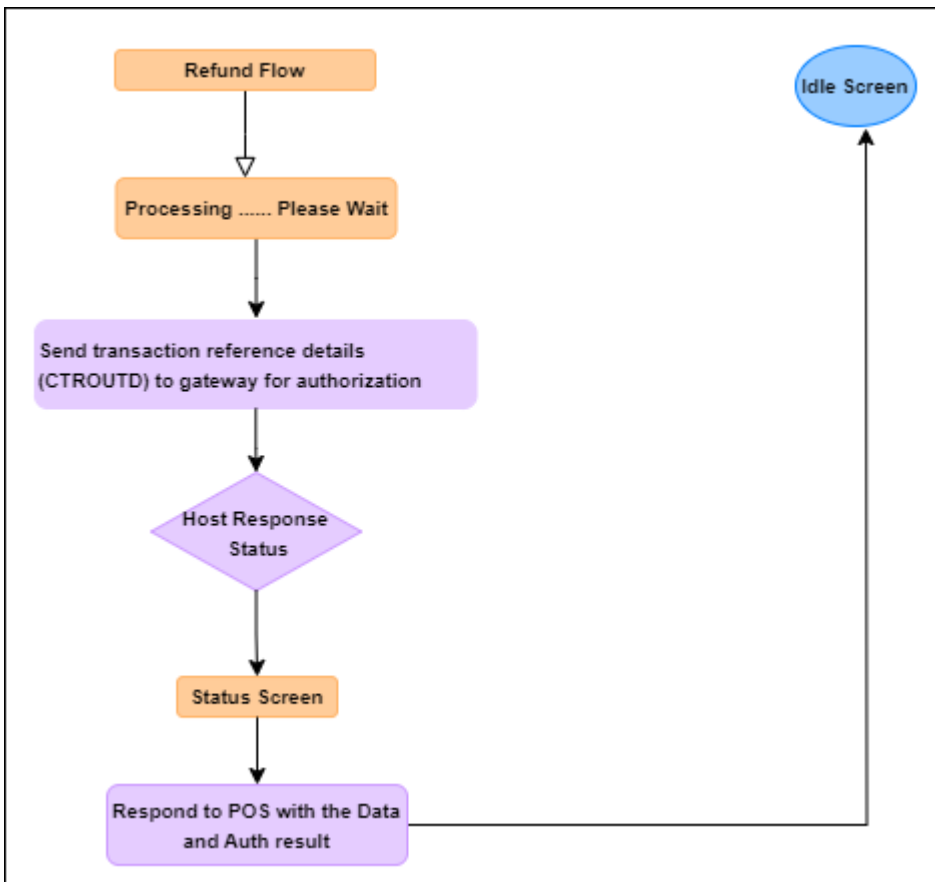 Refund Flow
Idle Screen
Processing ...... Please Wait
Send transaction reference details
(CTROUTD) to gateway for authorization
Host Response
Status
Status Screen
Respond to POS with the Data
and Auth result